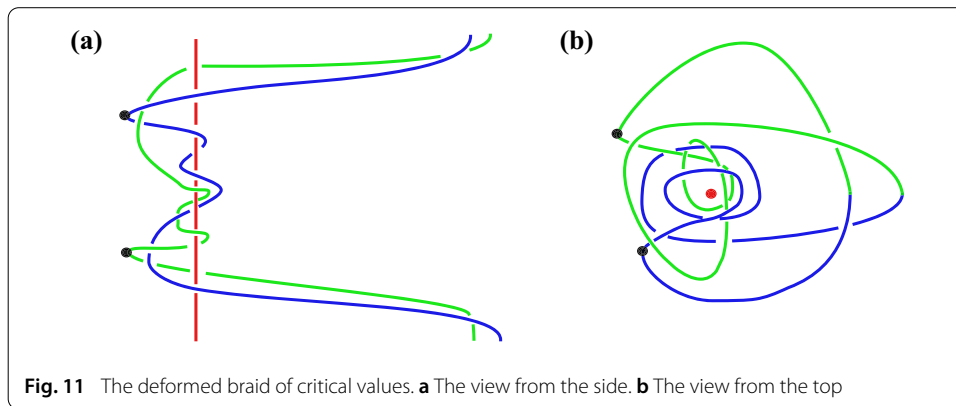 (a) (b)
Fig. 11 The deformed braid of critical values. a The view from the side. b The view from the top